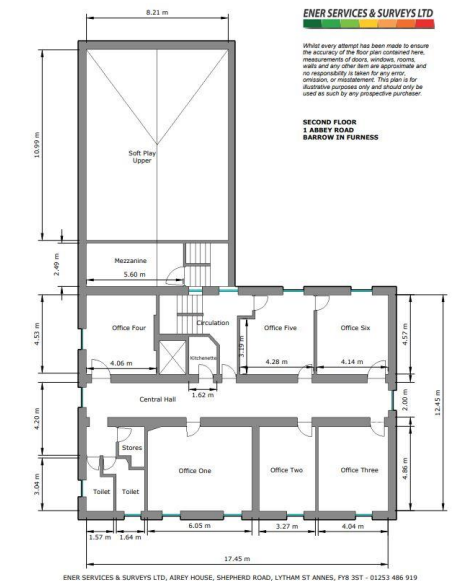 8.21 m
ENER SERVICES & SURVEYS LTD
Whilst every attempt has been made to ensure
the accuracy of the floor plan contained here,
measurements of doors, windows, rooms,
walls and any other item are approximate and
no responsibility is taken for any error,
omission, or misstatement. This plan is for
illustrative purposes only and should only be
used as such by any prospective purchaser.
SECOND FLOOR
1 ABBEY ROAD
BARROW IN FURNESS
10.99 m
Soft Play
Upper
2.49 m
Mezzanine
5.60 m
4.53 m
Office Four
Circulation
Office Five
Office Six
4.57 m
3.19 m
Kitchenette
4.06 m
4.28 m
4.14 m
1.62 m
Central Hall
2.00 m
12.45 m
4.20 m
Stores
Office One
Office Two
Office Three
4.86 m
3.04 m
Toilet
Toilet
6.05 m
3.27 m
4.04 m
1.57 m
1.64 m
17.45 m
ENER SERVICES & SURVEYS LTD, AIREY HOUSE, SHEPHERD ROAD, LYTHAM ST ANNES, FY8 3ST - 01253 486 919